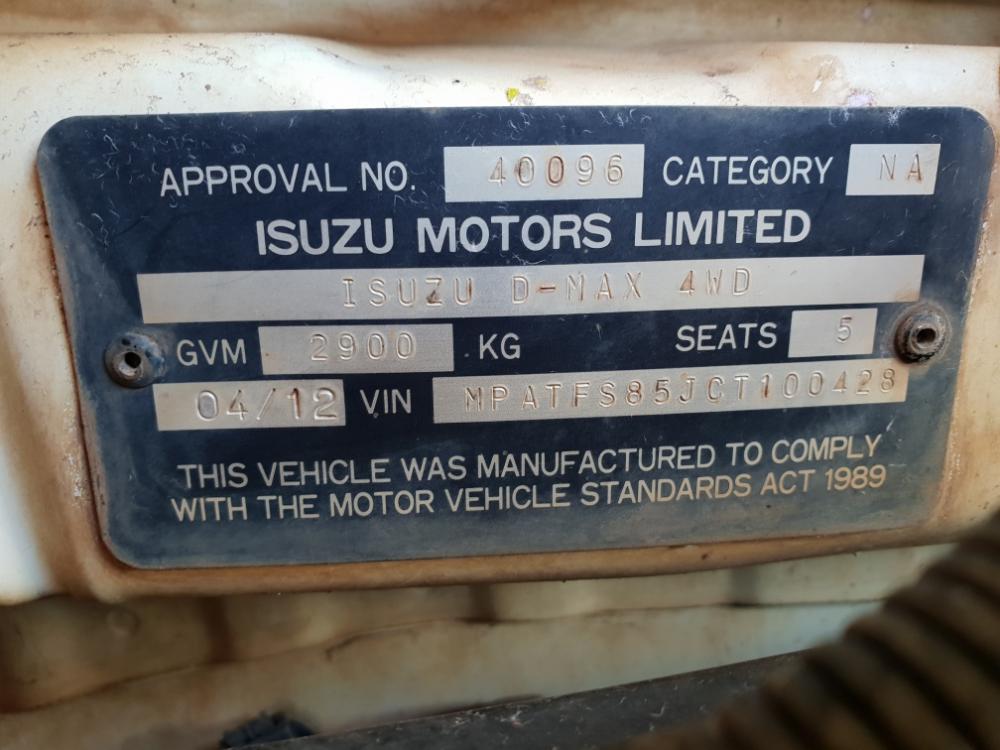 APPROVAL NO. 40096 CATEGORY NA
ISUZU MOTORS LIMITED
ISUZU D-MAX 4WD
GVM 2900 KG SEATS 5
04/12 VIN MPATFS85JCT100428
THIS VEHICLE WAS MANUFACTURED TO COMPLY
WITH THE MOTOR VEHICLE STANDARDS ACT 1989